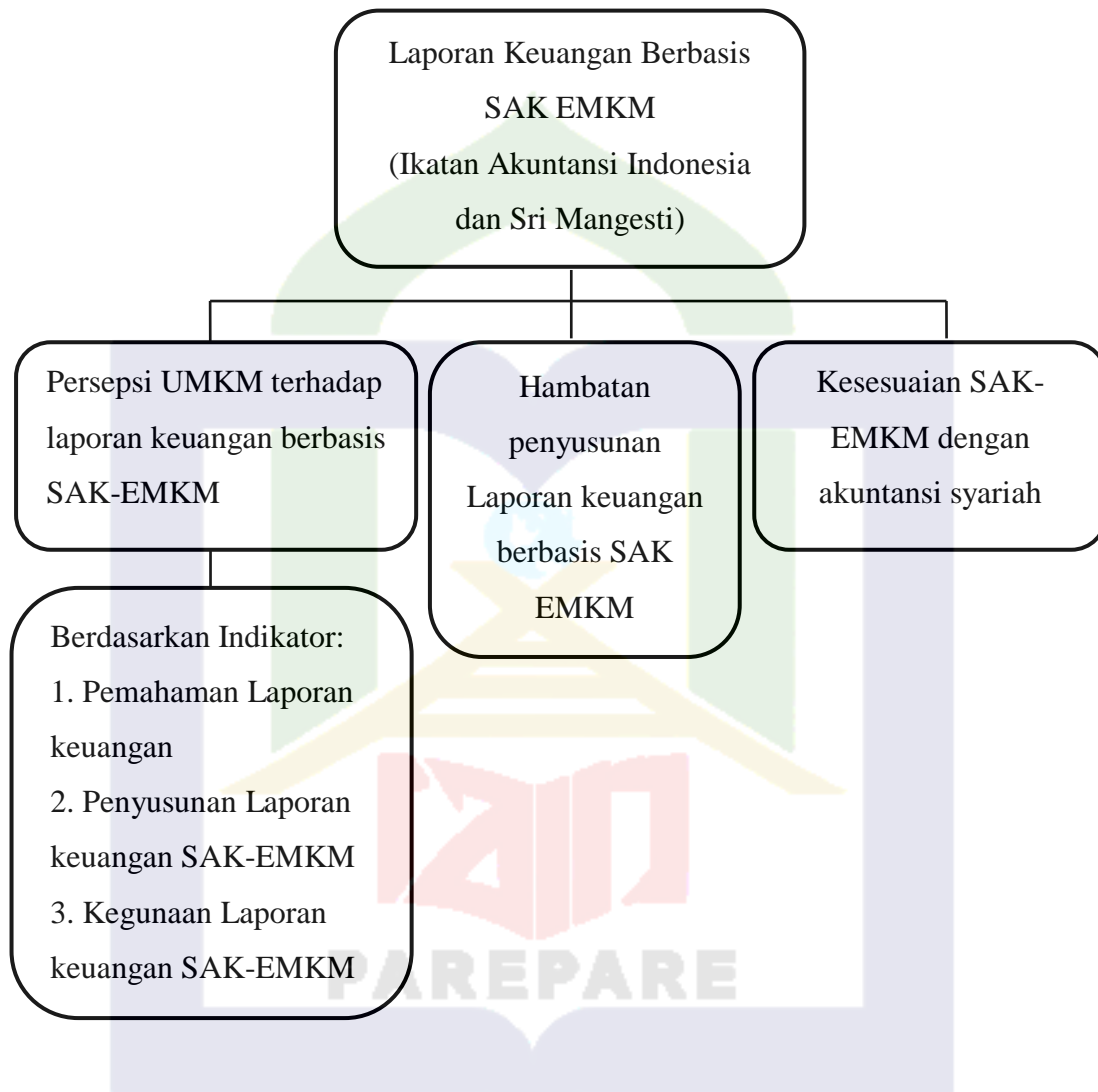 Laporan Keuangan Berbasis
SAK EMKM
(Ikatan Akuntansi Indonesia
dan Sri Mangesti)
Persepsi UMKM terhadap
laporan keuangan berbasis
SAK-EMKM
Hambatan
penyusunan
Laporan keuangan
berbasis SAK
EMKM
Kesesuaian SAK-
EMKM dengan
akuntansi syariah
Berdasarkan Indikator:
1. Pemahaman Laporan
keuangan
2. Penyusunan Laporan
keuangan SAK-EMKM
3. Kegunaan Laporan
keuangan SAK-EMKM
iain
PAREPARE